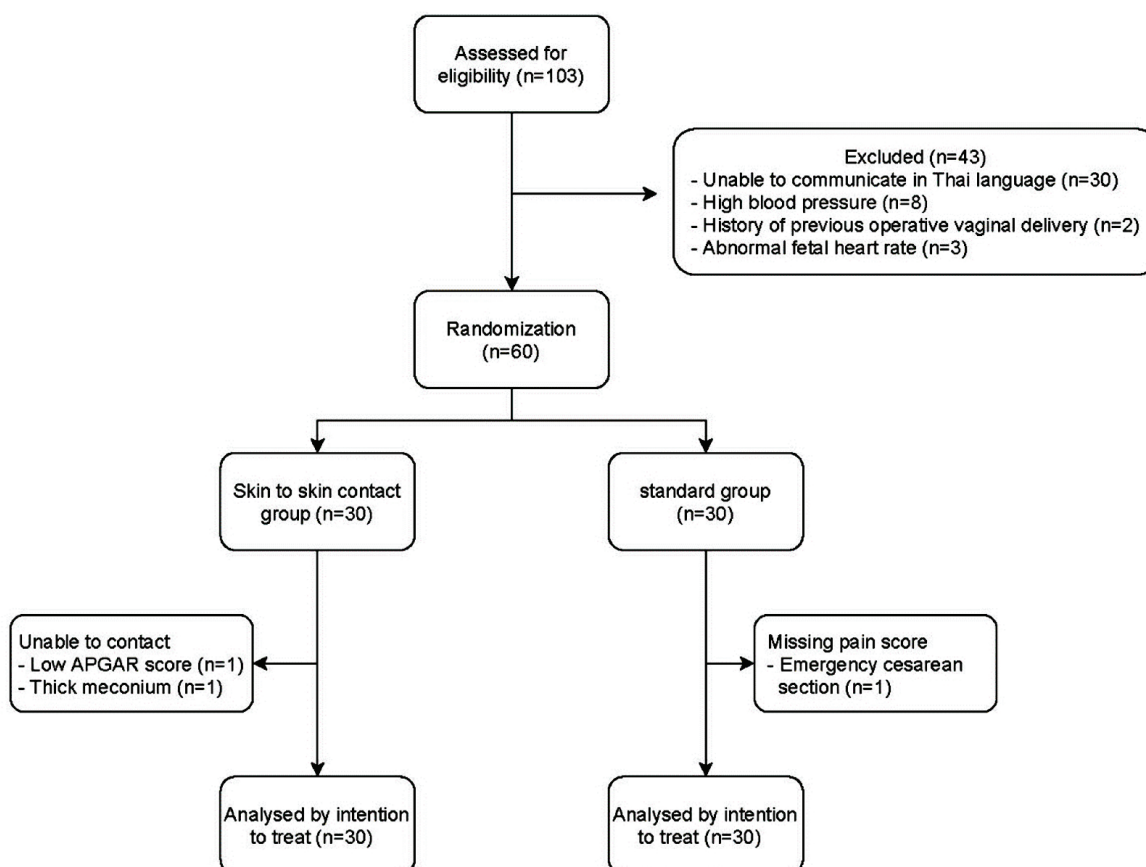 Assessed for
eligibility (n=103)
Excluded (n=43)
- Unable to communicate in Thai language (n=30)
- High blood pressure (n=8)
- History of previous operative vaginal delivery (n=2)
- Abnormal fetal heart rate (n=3)
Randomization
(n=60)
Skin to skin contact
group (n=30)
standard group
(n=30)
Unable to contact
- Low APGAR score (n=1)
- Thick meconium (n=1)
Missing pain score
- Emergency cesarean
section (n=1)
Analysed by intention
to treat (n=30)
Analysed by intention
to treat (n=30)